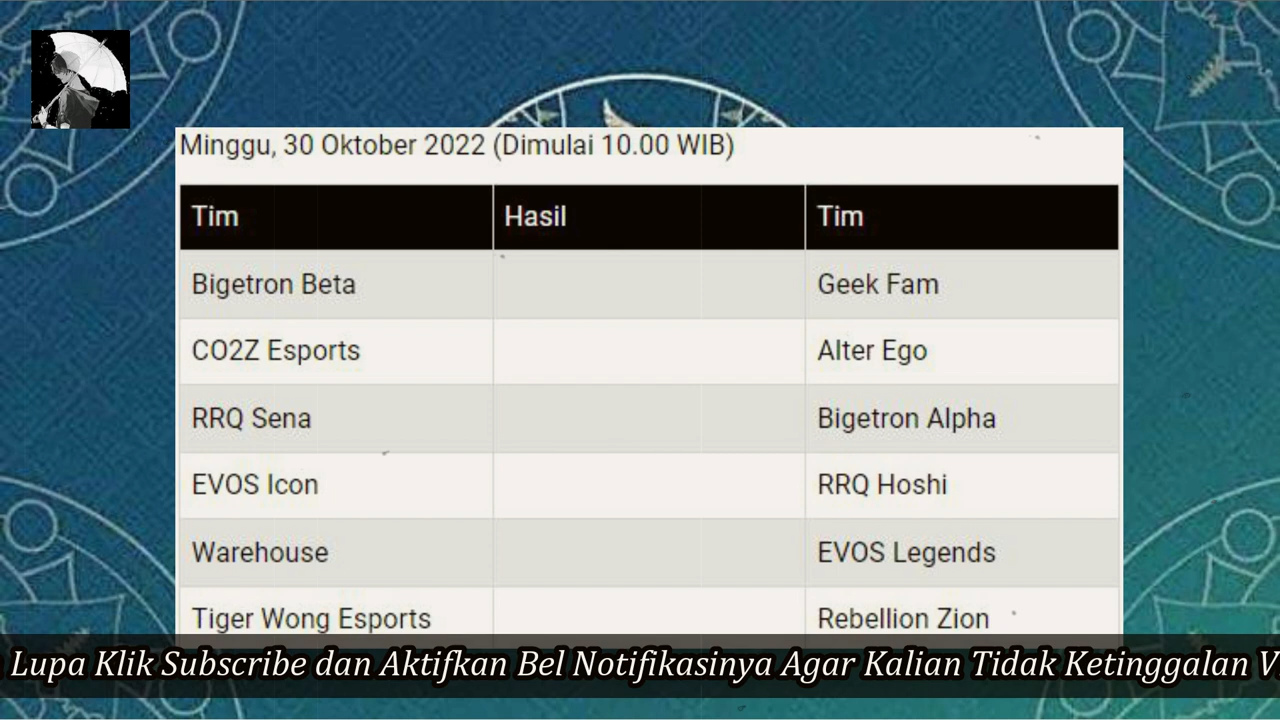 Minggu, 30 Oktober 2022 (Dimulai 10.00 WIB)
Tim Hasil Tim
Bigetron Beta Geek Fam
CO2Z Esports Alter Ego
RRQ Sena Bigetron Alpha
EVOS Icon RRQ Hoshi
Warehouse EVOS Legends
Tiger Wong Esports Rebellion Zion
Lupa Klik Subscribe dan Aktifkan Bel Notifikasinya Agar Kalian Tidak Ketinggalan